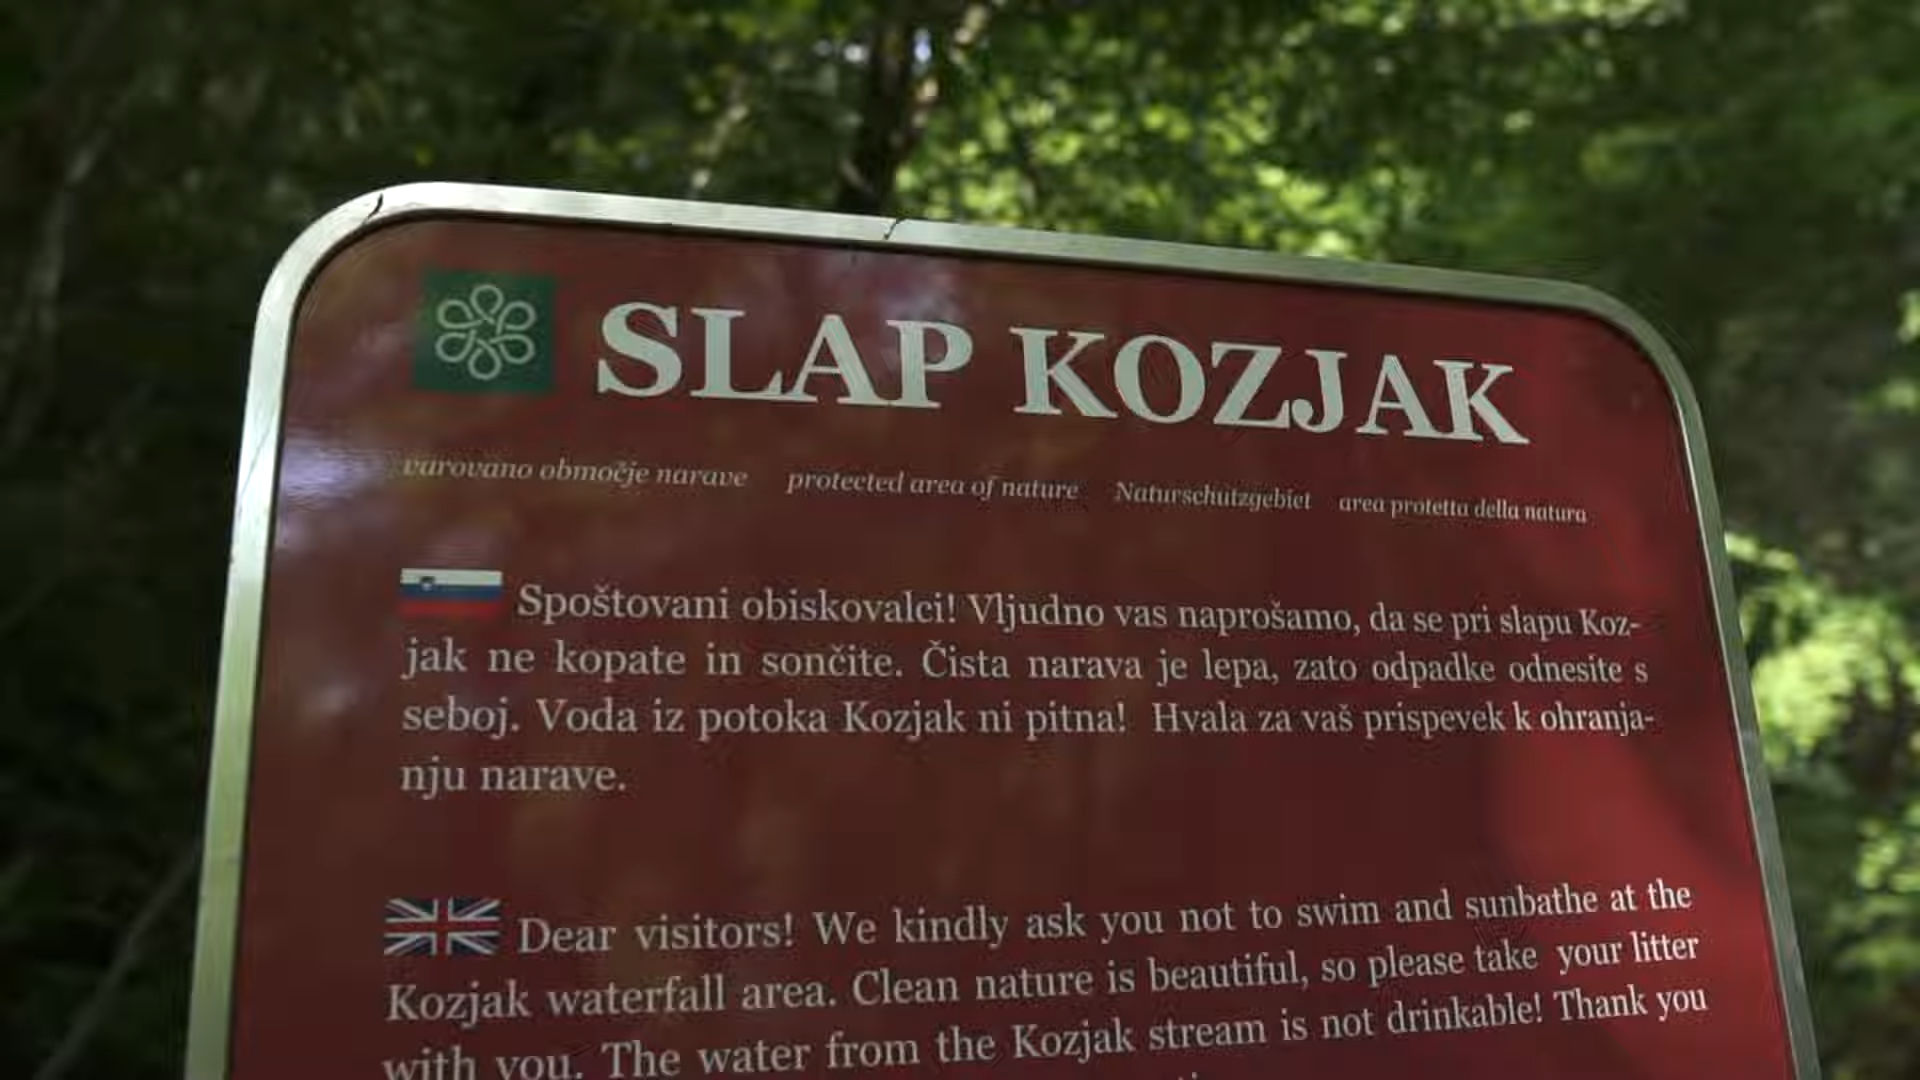 SLAP KOZJAK
varovano območje narave protected area of nature Naturschutzgebiet area protetta della natura
Spoštovani obiskovalci! Vljudno vas naprošamo, da se pri slapu Koz-
jak ne kopate in sončite. Čista narava je lepa, zato odpadke odnesite s
seboj. Voda iz potoka Kozjak ni pitna! Hvala za vaš prispevek k ohranja-
nju narave.
Dear visitors! We kindly ask you not to swim and sunbathe at the
Kozjak waterfall area. Clean nature is beautiful, so please take your litter
with you. The water from the Kozjak stream is not drinkable! Thank you